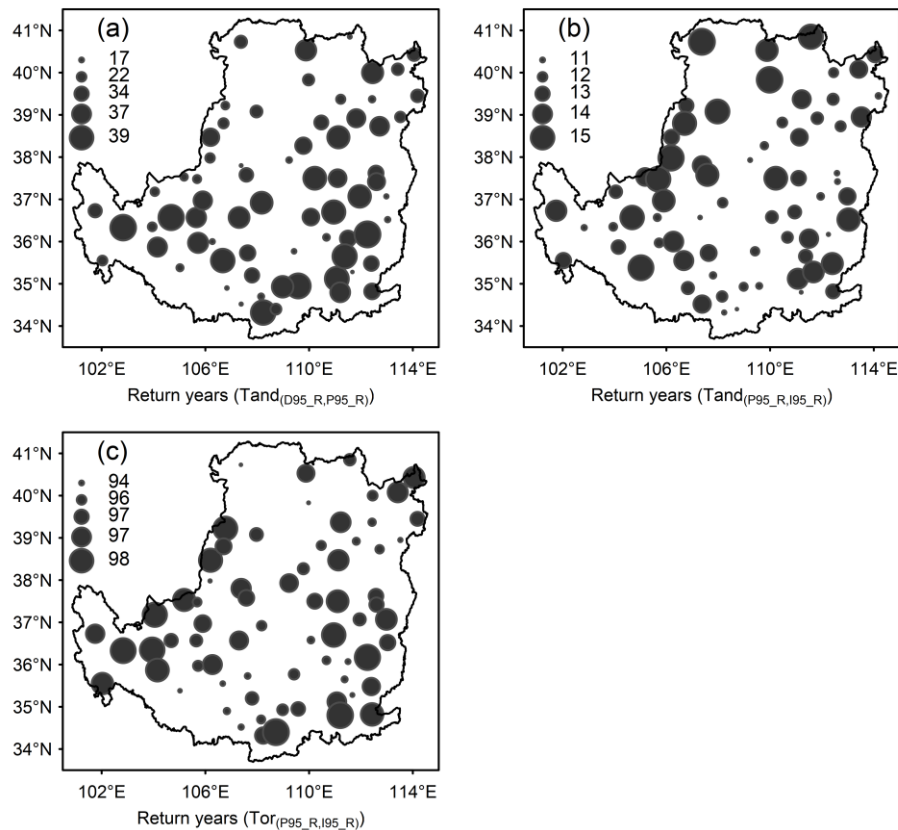 (a)
17
22
34
37
39
41°N
40°N
39°N
38°N
37°N
36°N
35°N
34°N
102°E 106°E 110°E 114°E
Return years (Tand(D95_R,P95_R))
(b)
11
12
13
14
15
41°N
40°N
39°N
38°N
37°N
36°N
35°N
34°N
102°E 106°E 110°E 114°E
Return years (Tand(P95_R,I95_R))
(c)
94
96
97
97
98
41°N
40°N
39°N
38°N
37°N
36°N
35°N
34°N
102°E 106°E 110°E 114°E
Return years (Tor(P95_R,I95_R))